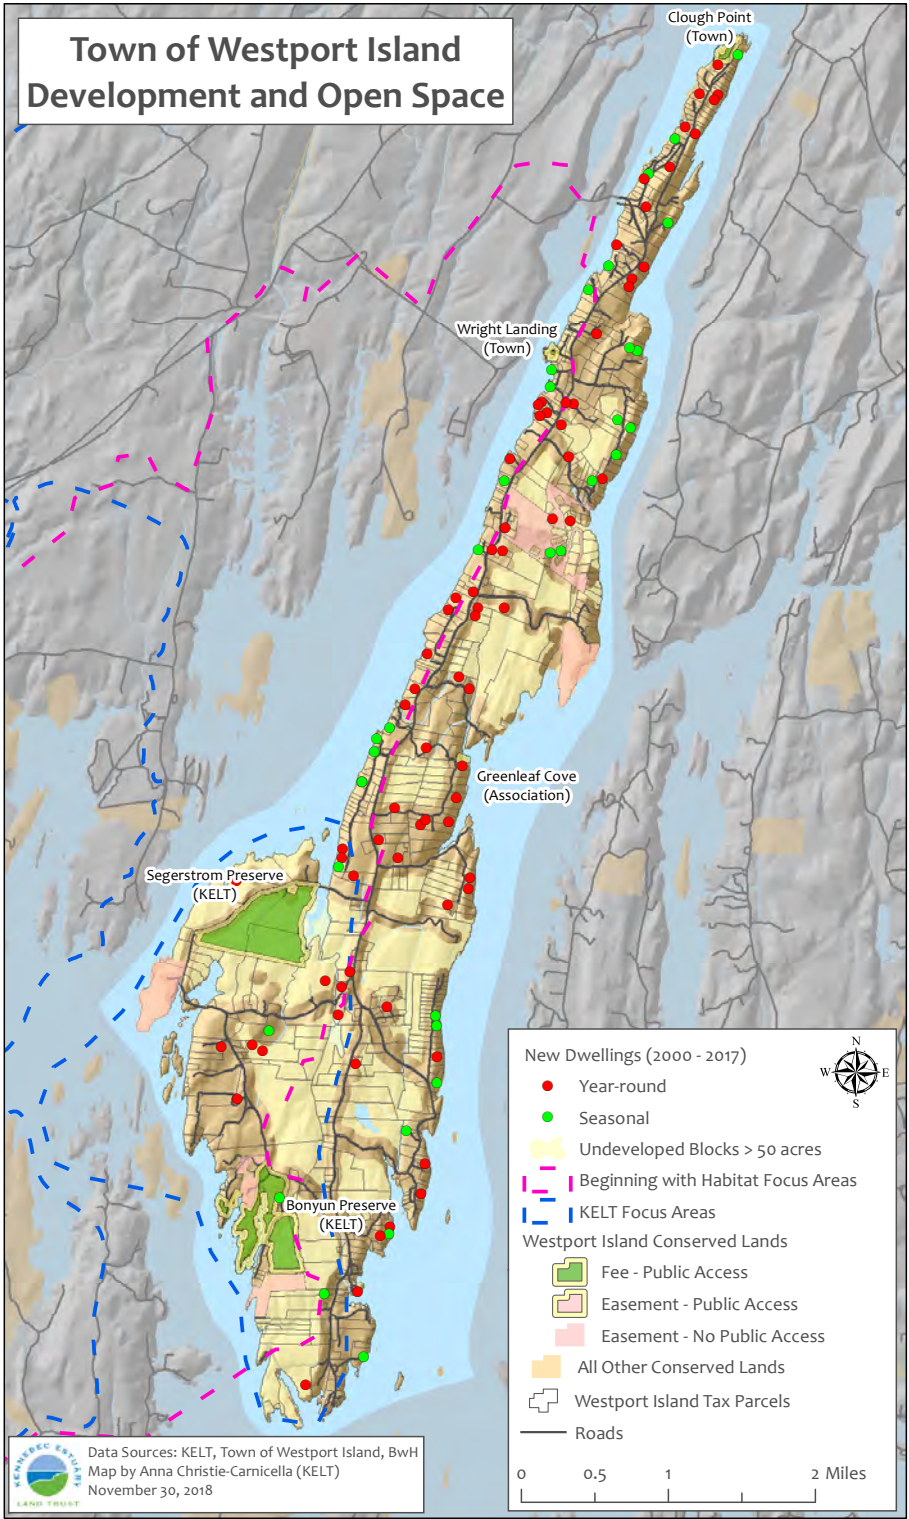 Town of Westport Island
Development and Open Space
Clough Point
(Town)
Wright Landing
(Town)
Greenleaf Cove
(Association)
Segerstrom Preserve
(KELT)
Bonyun Preserve
(KELT)
New Dwellings (2000 - 2017)
Year-round
Seasonal
Undeveloped Blocks > 50 acres
Beginning with Habitat Focus Areas
KELT Focus Areas
Westport Island Conserved Lands
Fee - Public Access
Easement - Public Access
Easement - No Public Access
All Other Conserved Lands
Westport Island Tax Parcels
Roads
N
W E
S
0 0.5 1 2 Miles
KENNEBEC ESTUARY
LAND TRUST
Data Sources: KELT, Town of Westport Island, BwH
Map by Anna Christie-Carnicella (KELT)
November 30, 2018